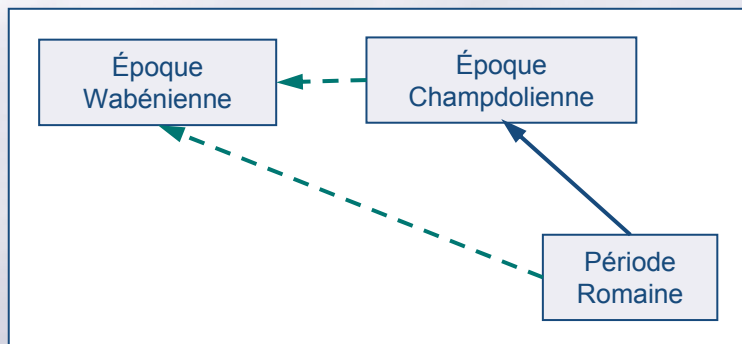 Époque
Wabénienne
Époque
Champdolienne
Période
Romaine